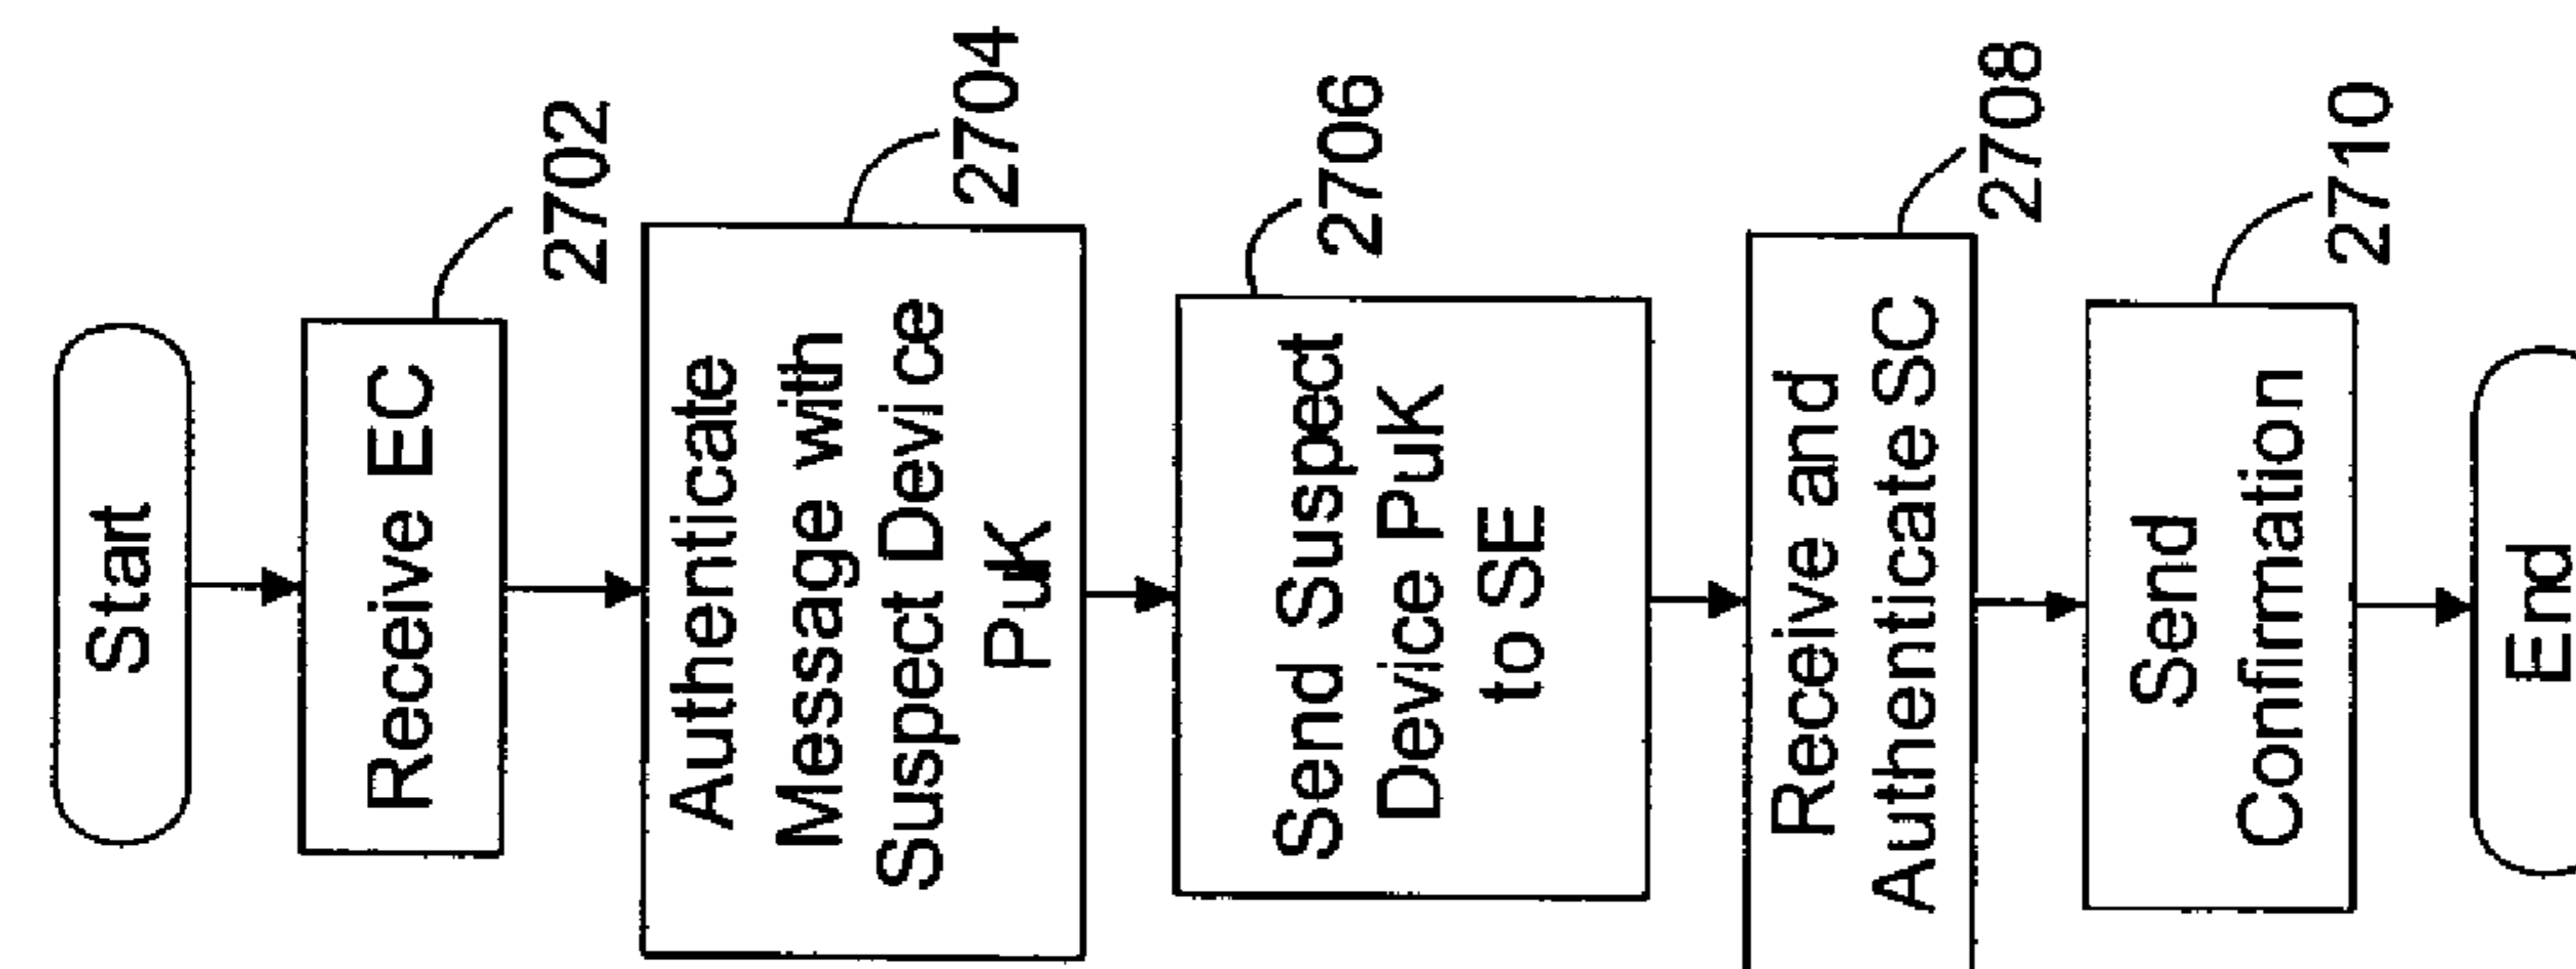 Start
Receive EC
2702
Authenticate
Message with
Suspect Device
PuK
2704
Send Suspect
Device PuK
to SE
2706
Receive and
Authenticate SC
2708
Send
Confirmation
2710
End